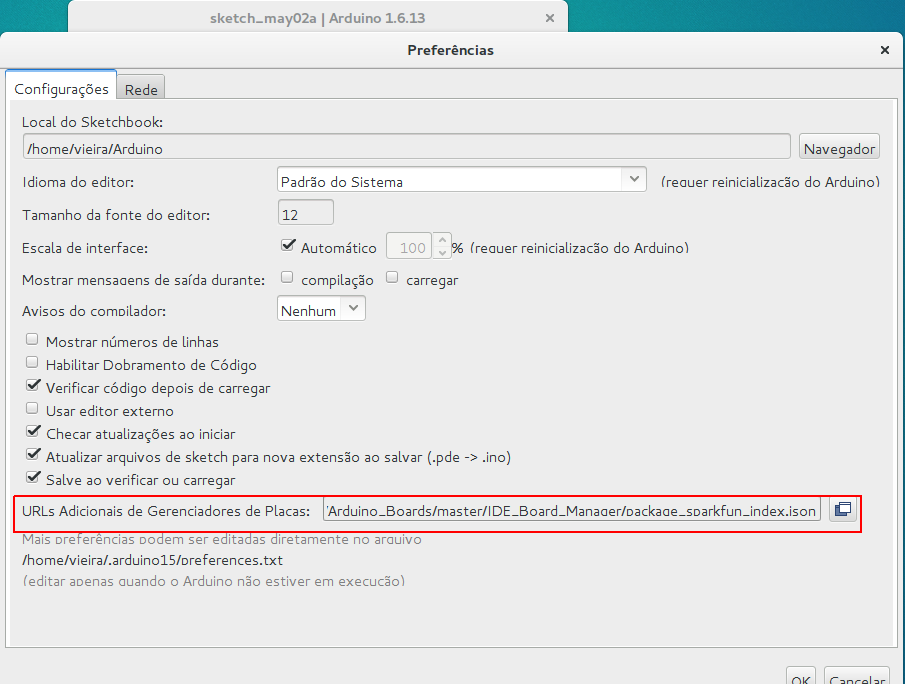 sketch_may02a | Arduino 1.6.13
Preferências
Configurações Rede
Local do Sketchbook:
/home/vieira/Arduino Navegador
Idioma do editor: Padrão do Sistema (requer reinicialização do Arduino)
Tamanho da fonte do editor: 12
Escala de interface: Automático 100 % (requer reinicialização do Arduino)
Mostrar mensagens de saída durante: compilação carregar
Avisos do compilador: Nenhum
Mostrar números de linhas
Habilitar Dobramento de Código
Verificar código depois de carregar
Usar editor externo
Checar atualizações ao iniciar
Atualizar arquivos de sketch para nova extensão ao salvar (.pde -> .ino)
Salve ao verificar ou carregar
URLs Adicionais de Gerenciadores de Placas: 'Arduino_Boards/master/IDE_Board_Manager/package_sparkfun_index.json
Mais preferências podem ser editadas diretamente no arquivo
/home/vieira/.arduino15/preferences.txt
(editar apenas quando o Arduino não estiver em execução)
OK Cancelar